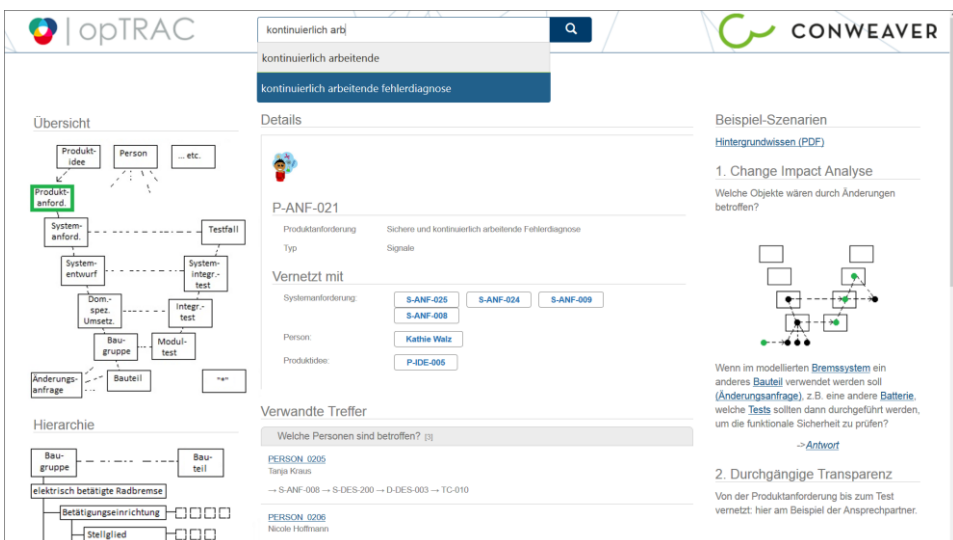 opTRAC
kontinuierlich arb
CONWEAVER
kontinuierlich arbeitende
kontinuierlich arbeitende fehlerdiagnose
Übersicht
Produkt-
idee
Person
... etc.
Produkt-
anford.
System-
anford.
Testfall
System-
entwurf
System-
integr.-
test
Dom.-
spez.
Umsetz.
Integr.-
test
Bau-
gruppe
Modul-
test
Änderungs-
anfrage
Bauteil
"*"
Hierarchie
Bau-
gruppe
Bau-
teil
elektrisch betätigte Radbremse
Betätigungseinrichtung
Stellglied
Details
P-ANF-021
Produktanforderung Sichere und kontinuierlich arbeitende Fehlerdiagnose
Typ Signale
Vernetzt mit
Systemanforderung: S-ANF-025 S-ANF-024 S-ANF-009
S-ANF-008
Person: Kathie Walz
Produktidee: P-IDE-005
Verwandte Treffer
Welche Personen sind betroffen? [3]
PERSON_0205
Tanja Kraus
→ S-ANF-008 → S-DES-200 → D-DES-003 → TC-010
PERSON_0206
Nicole Hoffmann
Beispiel-Szenarien
Hintergrundwissen (PDF)
1. Change Impact Analyse
Welche Objekte wären durch Änderungen
betroffen?
Wenn im modellierten Bremssystem ein
anderes Bauteil verwendet werden soll
(Änderungsanfrage), z.B. eine andere Batterie,
welche Tests sollten dann durchgeführt werden,
um die funktionale Sicherheit zu prüfen?
->Antwort
2. Durchgängige Transparenz
Von der Produktanforderung bis zum Test
vernetzt: hier am Beispiel der Ansprechpartner.